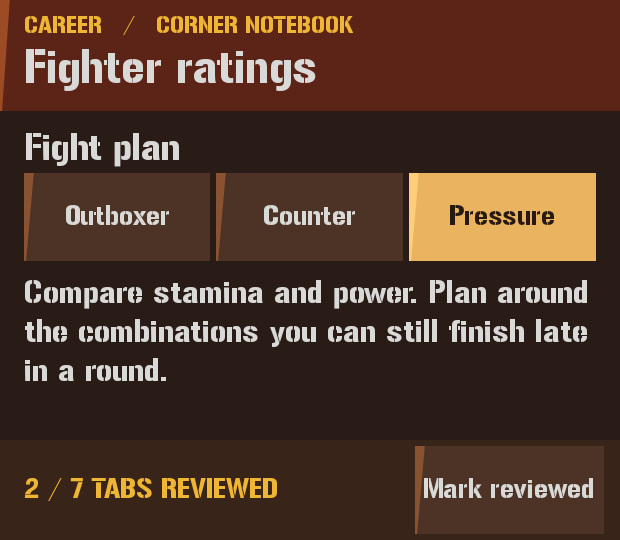 CAREER / CORNER NOTEBOOK
Fighter ratings
Fight plan
Outboxer Counter Pressure
Compare stamina and power. Plan around
the combinations you can still finish late
in a round.
2 / 7 TABS REVIEWED Mark reviewed